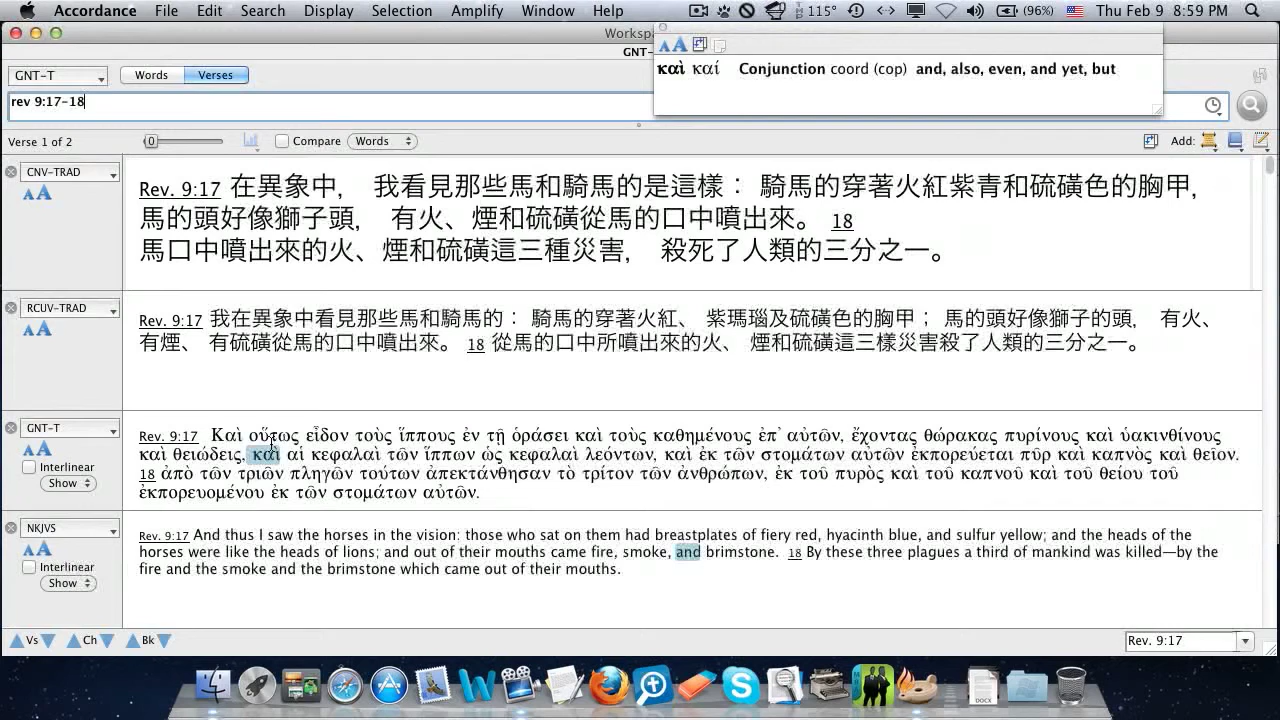 Accordance File Edit Search Display Selection Amplify Window Help 115° (96%) Thu Feb 9 8:59 PM
Workspa
GNT-
καὶ καί Conjunction coord (cop) and, also, even, and yet, but
GNT-T Words Verses
rev 9:17-18
Verse 1 of 2 0 Compare Words Add:
CNV-TRAD
Rev. 9:17 在異象中，我看見那些馬和騎馬的是這樣：騎馬的穿著火紅紫青和硫磺色的胸甲，
馬的頭好像獅子頭，有火、煙和硫磺從馬的口中噴出來。 18
馬口中噴出來的火、煙和硫磺這三種災害，殺死了人類的三分之一。
RCUV-TRAD
Rev. 9:17 我在異象中看見那些馬和騎馬的：騎馬的穿著火紅、紫瑪瑙及硫磺色的胸甲；馬的頭好像獅子的頭，有火、
有煙、有硫磺從馬的口中噴出來。 18 從馬的口中所噴出來的火、煙和硫磺這三樣災害殺了人類的三分之一。
GNT-T
Interlinear
Show
Rev. 9:17 Καὶ οὕτως εἶδον τοὺς ἵππους ἐν τῇ ὁράσει καὶ τοὺς καθημένους ἐπ’ αὐτῶν, ἔχοντας θώρακας πυρίνους καὶ ὑακινθίνους
καὶ θειώδεις, καὶ αἱ κεφαλαὶ τῶν ἵππων ὡς κεφαλαὶ λεόντων, καὶ ἐκ τῶν στομάτων αὐτῶν ἐκπορεύεται πῦρ καὶ καπνὸς καὶ θεῖον.
18 ἀπὸ τῶν τριῶν πληγῶν τούτων ἀπεκτάνθησαν τὸ τρίτον τῶν ἀνθρώπων, ἐκ τοῦ πυρὸς καὶ τοῦ καπνοῦ καὶ τοῦ θείου τοῦ
ἐκπορευομένου ἐκ τῶν στομάτων αὐτῶν.
NKJVS
Interlinear
Show
Rev. 9:17 And thus I saw the horses in the vision: those who sat on them had breastplates of fiery red, hyacinth blue, and sulfur yellow; and the heads of the
horses were like the heads of lions; and out of their mouths came fire, smoke, and brimstone. 18 By these three plagues a third of mankind was killed—by the
fire and the smoke and the brimstone which came out of their mouths.
Vs Ch Bk Rev. 9:17
DOCX